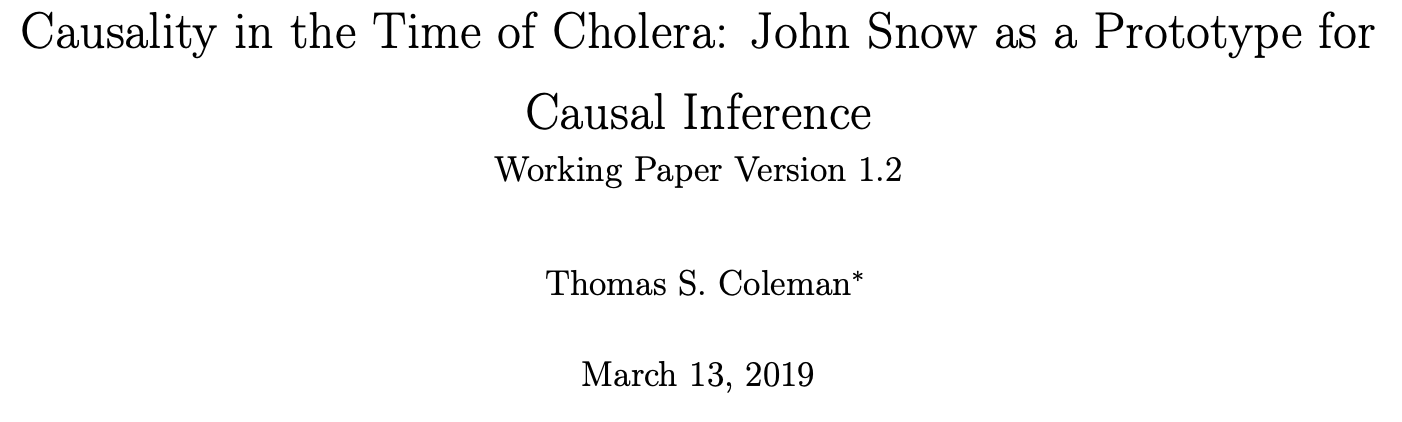 Causality in the Time of Cholera: John Snow as a Prototype for
Causal Inference
Working Paper Version 1.2
Thomas S. Coleman*
March 13, 2019